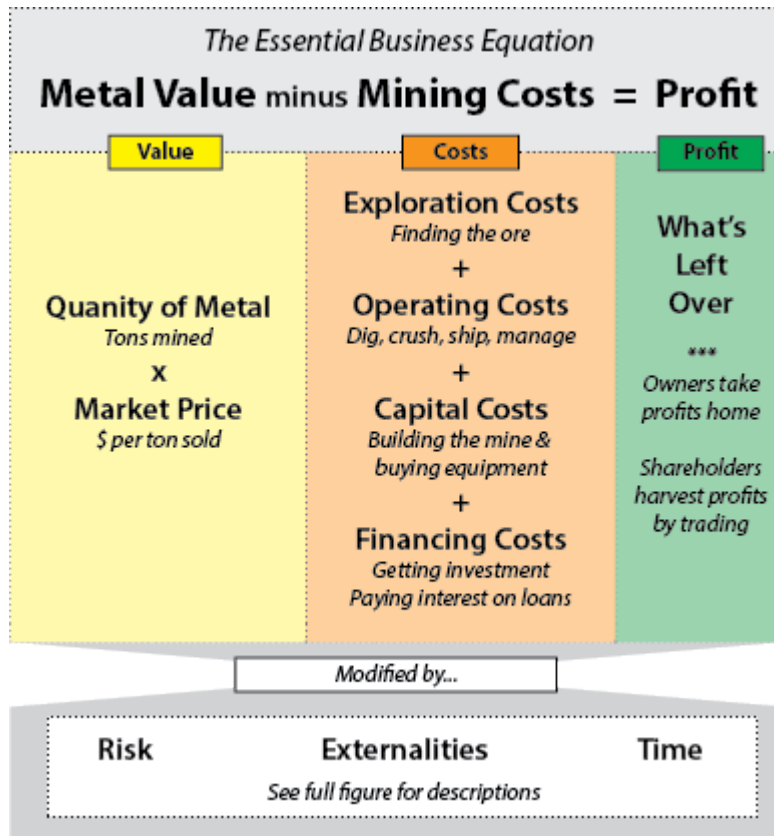 The Essential Business Equation
Metal Value minus Mining Costs = Profit
Value
Quanity of Metal
Tons mined
x
Market Price
$ per ton sold
Costs
Exploration Costs
Finding the ore
+
Operating Costs
Dig, crush, ship, manage
+
Capital Costs
Building the mine &
buying equipment
+
Financing Costs
Getting investment
Paying interest on loans
Profit
What's
Left
Over
***
Owners take
profits home
Shareholders
harvest profits
by trading
Modified by...
Risk Externalities Time
See full figure for descriptions